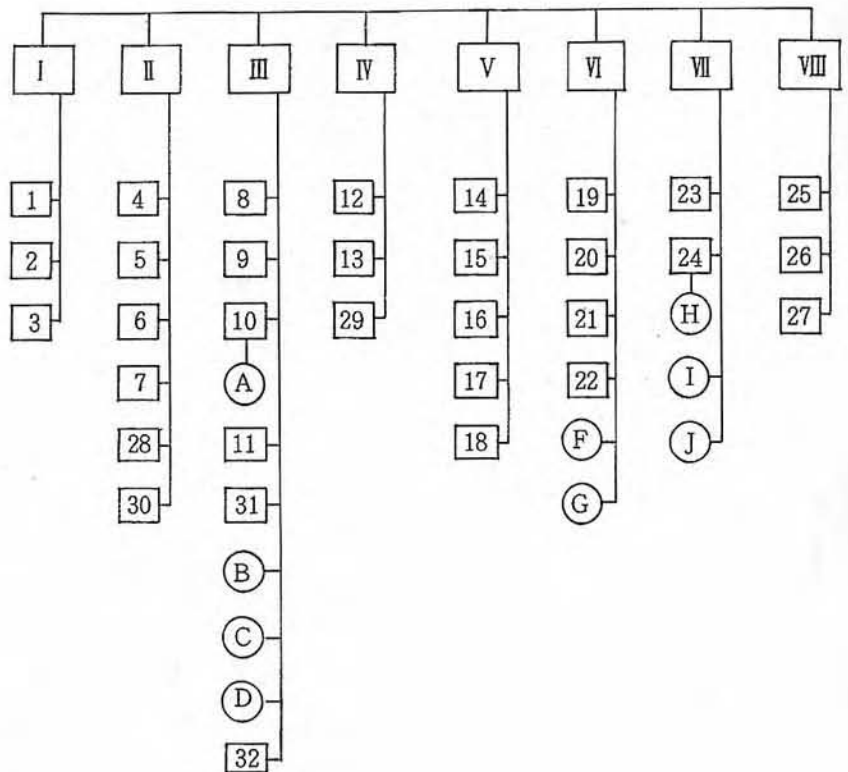 I II III IV V VI VII VIII
1 4 8 12 14 19 23 25
2 5 9 13 15 20 24 26
3 6 10 29 16 21 H 27
7 A 17 22 I
28 11 18 F J
30 31 G
B
C
D
32